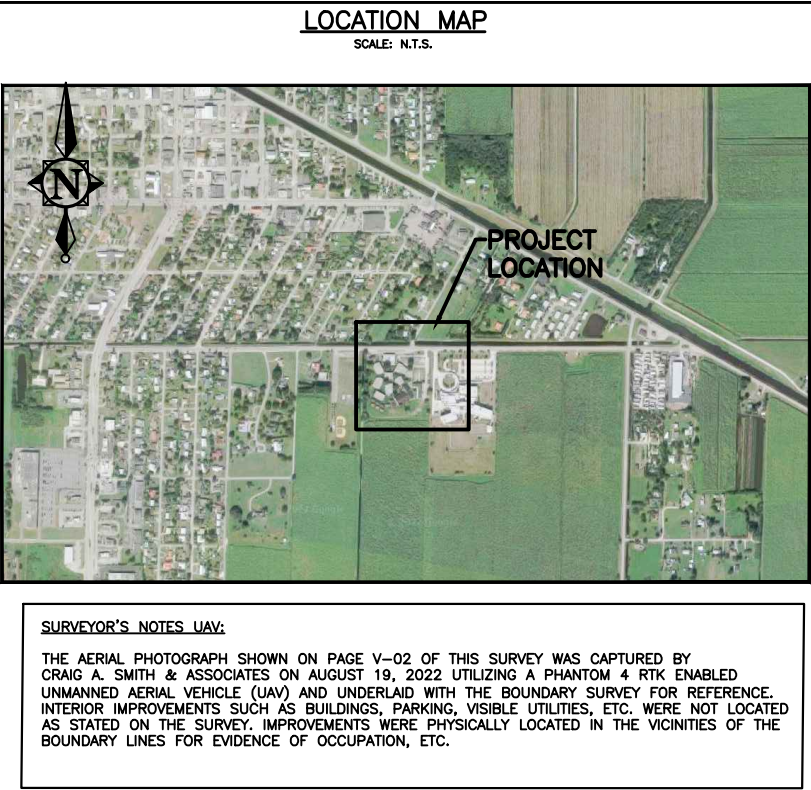 LOCATION MAP
SCALE: N.T.S.
N
PROJECT
LOCATION
SURVEYOR'S NOTES UAV:
THE AERIAL PHOTOGRAPH SHOWN ON PAGE V-02 OF THIS SURVEY WAS CAPTURED BY
CRAIG A. SMITH & ASSOCIATES ON AUGUST 19, 2022 UTILIZING A PHANTOM 4 RTK ENABLED
UNMANNED AERIAL VEHICLE (UAV) AND UNDERLAID WITH THE BOUNDARY SURVEY FOR REFERENCE.
INTERIOR IMPROVEMENTS SUCH AS BUILDINGS, PARKING, VISIBLE UTILITIES, ETC. WERE NOT LOCATED
AS STATED ON THE SURVEY. IMPROVEMENTS WERE PHYSICALLY LOCATED IN THE VICINITIES OF THE
BOUNDARY LINES FOR EVIDENCE OF OCCUPATION, ETC.